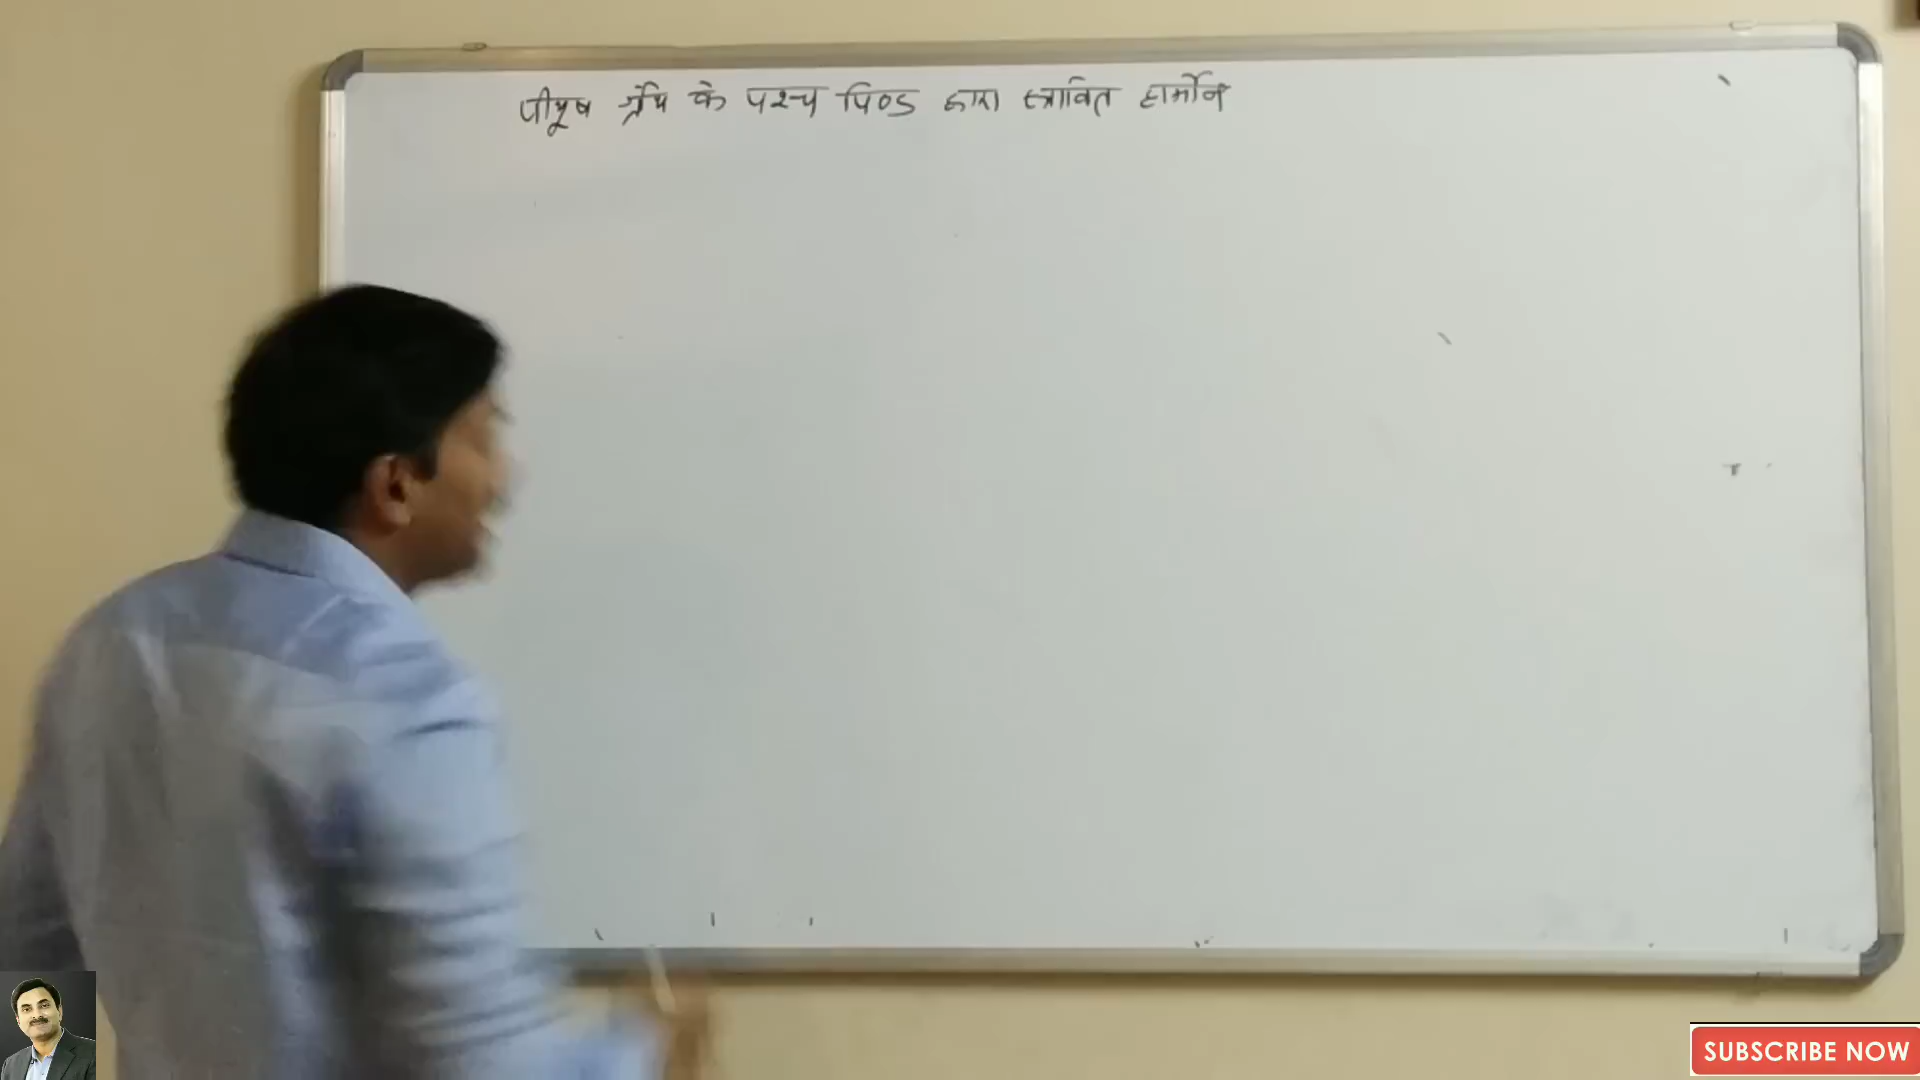 पीयूष ग्रंथि के पश्च पिण्ड द्वारा स्त्रावित हार्मोन
SUBSCRIBE NOW